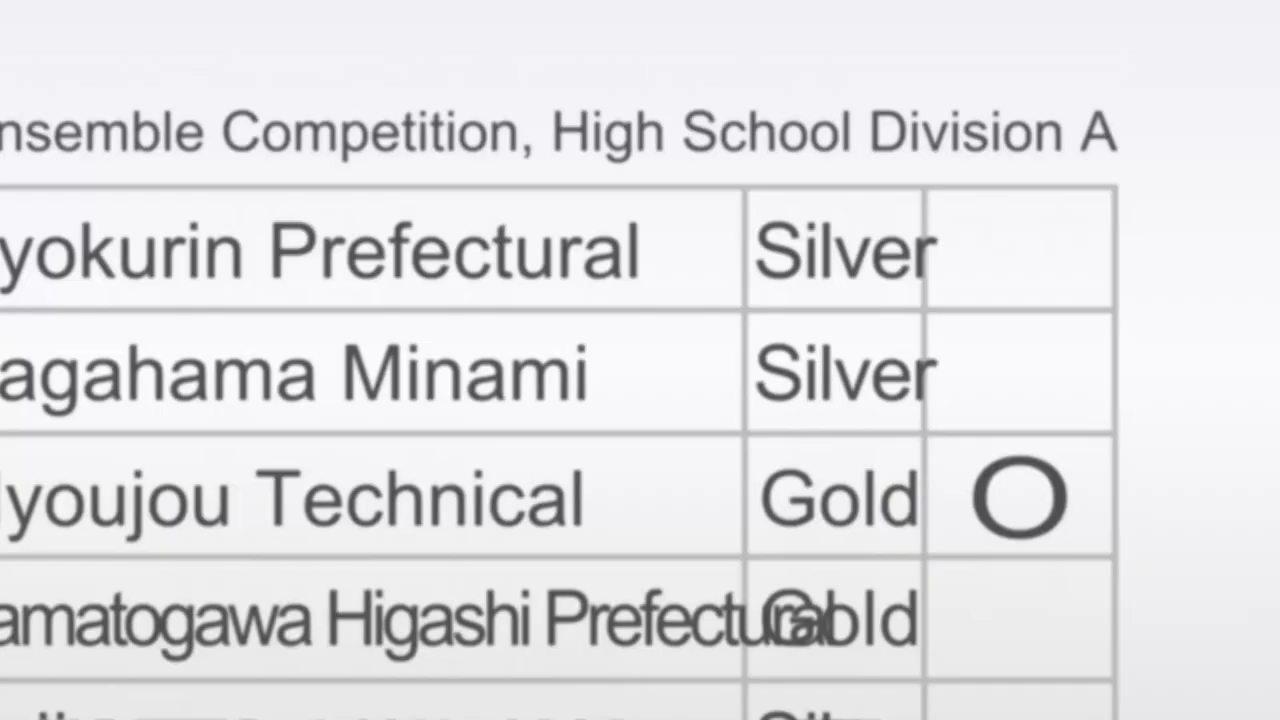 nsemble Competition, High School Division A
yokurin Prefectural Silver
agahama Minami Silver
youjou Technical Gold O
amatogawa Higashi Prefectural Gold